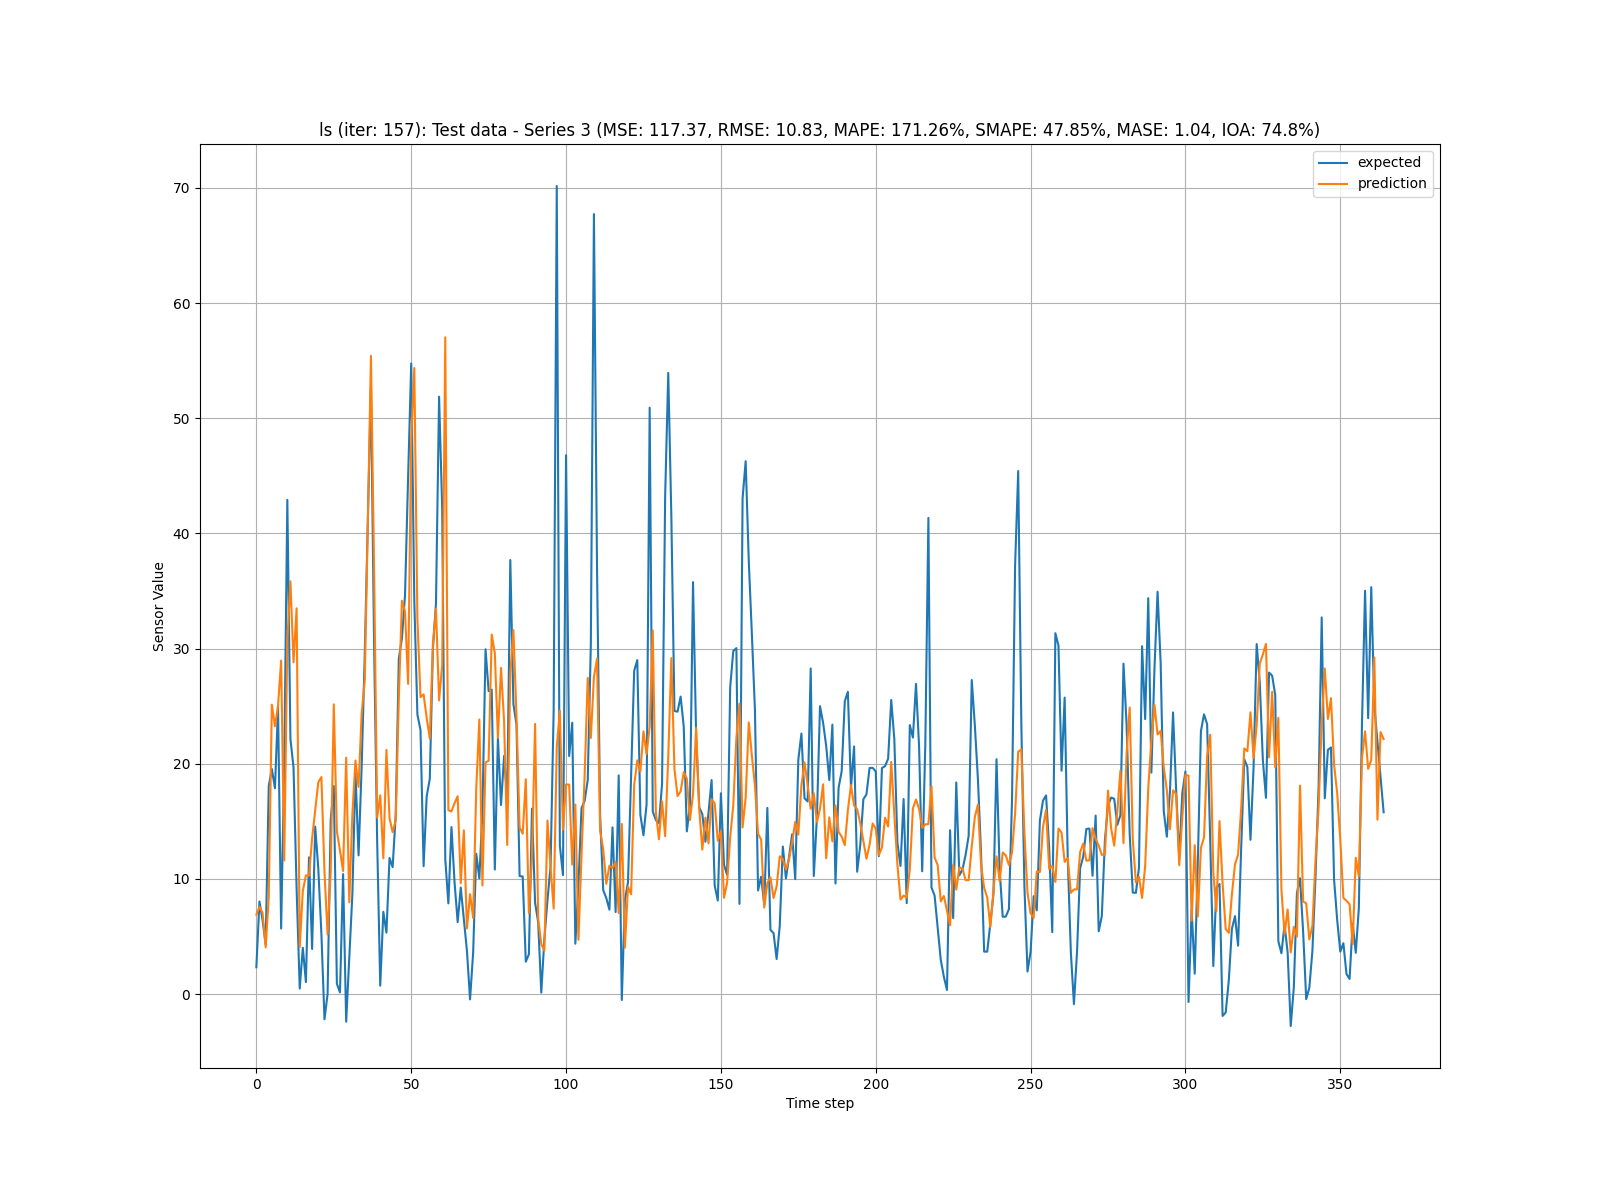 ls (iter: 157): Test data - Series 3 (MSE: 117.37, RMSE: 10.83, MAPE: 171.26%, SMAPE: 47.85%, MASE: 1.04, IOA: 74.8%)
expected
prediction
70
60
50
40
30
20
10
0
Sensor Value
0 50 100 150 200 250 300 350
Time step